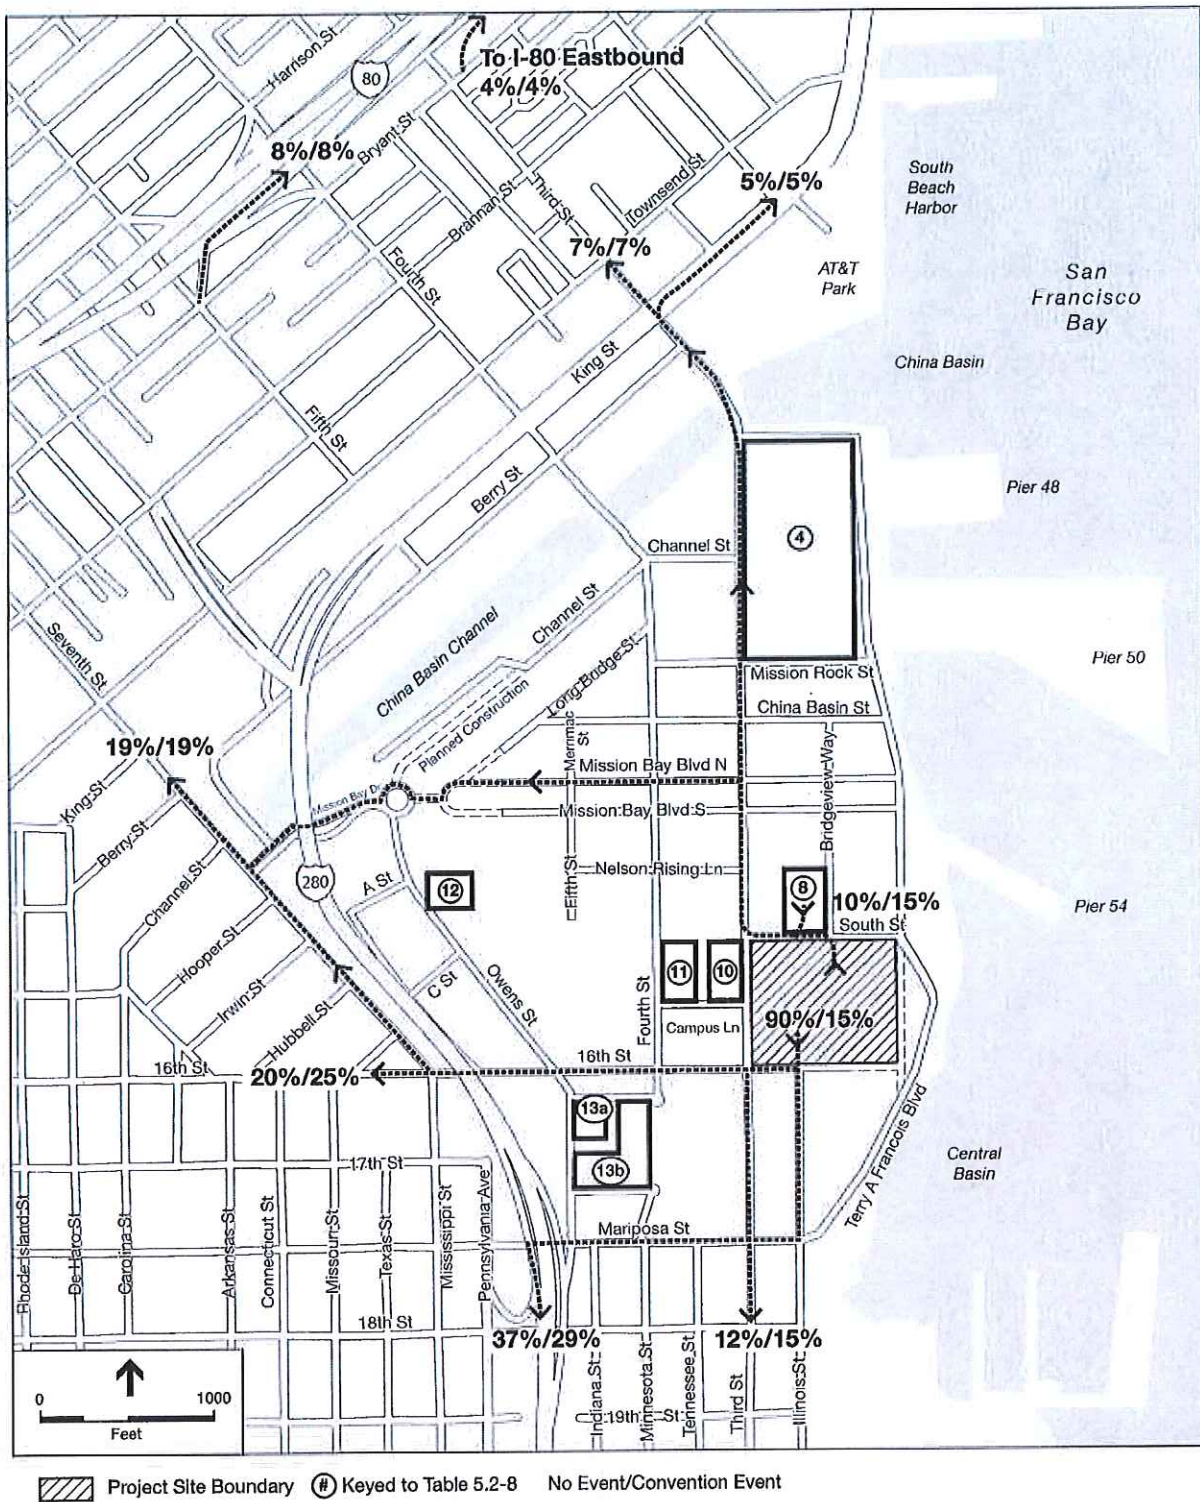 To I-80 Eastbound
4%/4%
Harrison St
80
8%/8%
Bryant St
Brannan St
Third St
Townsend St
5%/5%
7%/7%
South
Beach
Harbor
AT&T
Park
San
Francisco
Bay
China Basin
Fourth St
King St
Fifth St
Berry St
Pier 48
4
Channel St
Seventh St
China Basin Channel
Channel St
Long Bridge St
Planned Construction
Pier 50
Mission Rock St
China Basin St
Merrimac
St
19%/19%
Mission Bay Blvd N
Mission Bay Dr
Mission Bay Blvd S
Bridgeview Way
King St
Berry St
Channel St
Nelson Rising Ln
Fifth St
280
A St
12
8
10%/15%
South St
Pier 54
Hooper St
Irwin St
Hubbell St
C St
Owens St
11
10
Fourth St
Campus Ln
90%/15%
16th St
16th St
20%/25%
13a
13b
Terry A Francois Blvd
Central
Basin
17th St
Mariposa St
Rhode Island St
De Haro St
Carolina St
Arkansas St
Connecticut St
Missouri St
Texas St
Mississippi St
Pennsylvania Ave
18th St
37%/29%
12%/15%
Indiana St
Minnesota St
Tennessee St
Third St
Illinois St
19th St
0
1000
Feet
Project Site Boundary
# Keyed to Table 5.2-8
No Event/Convention Event